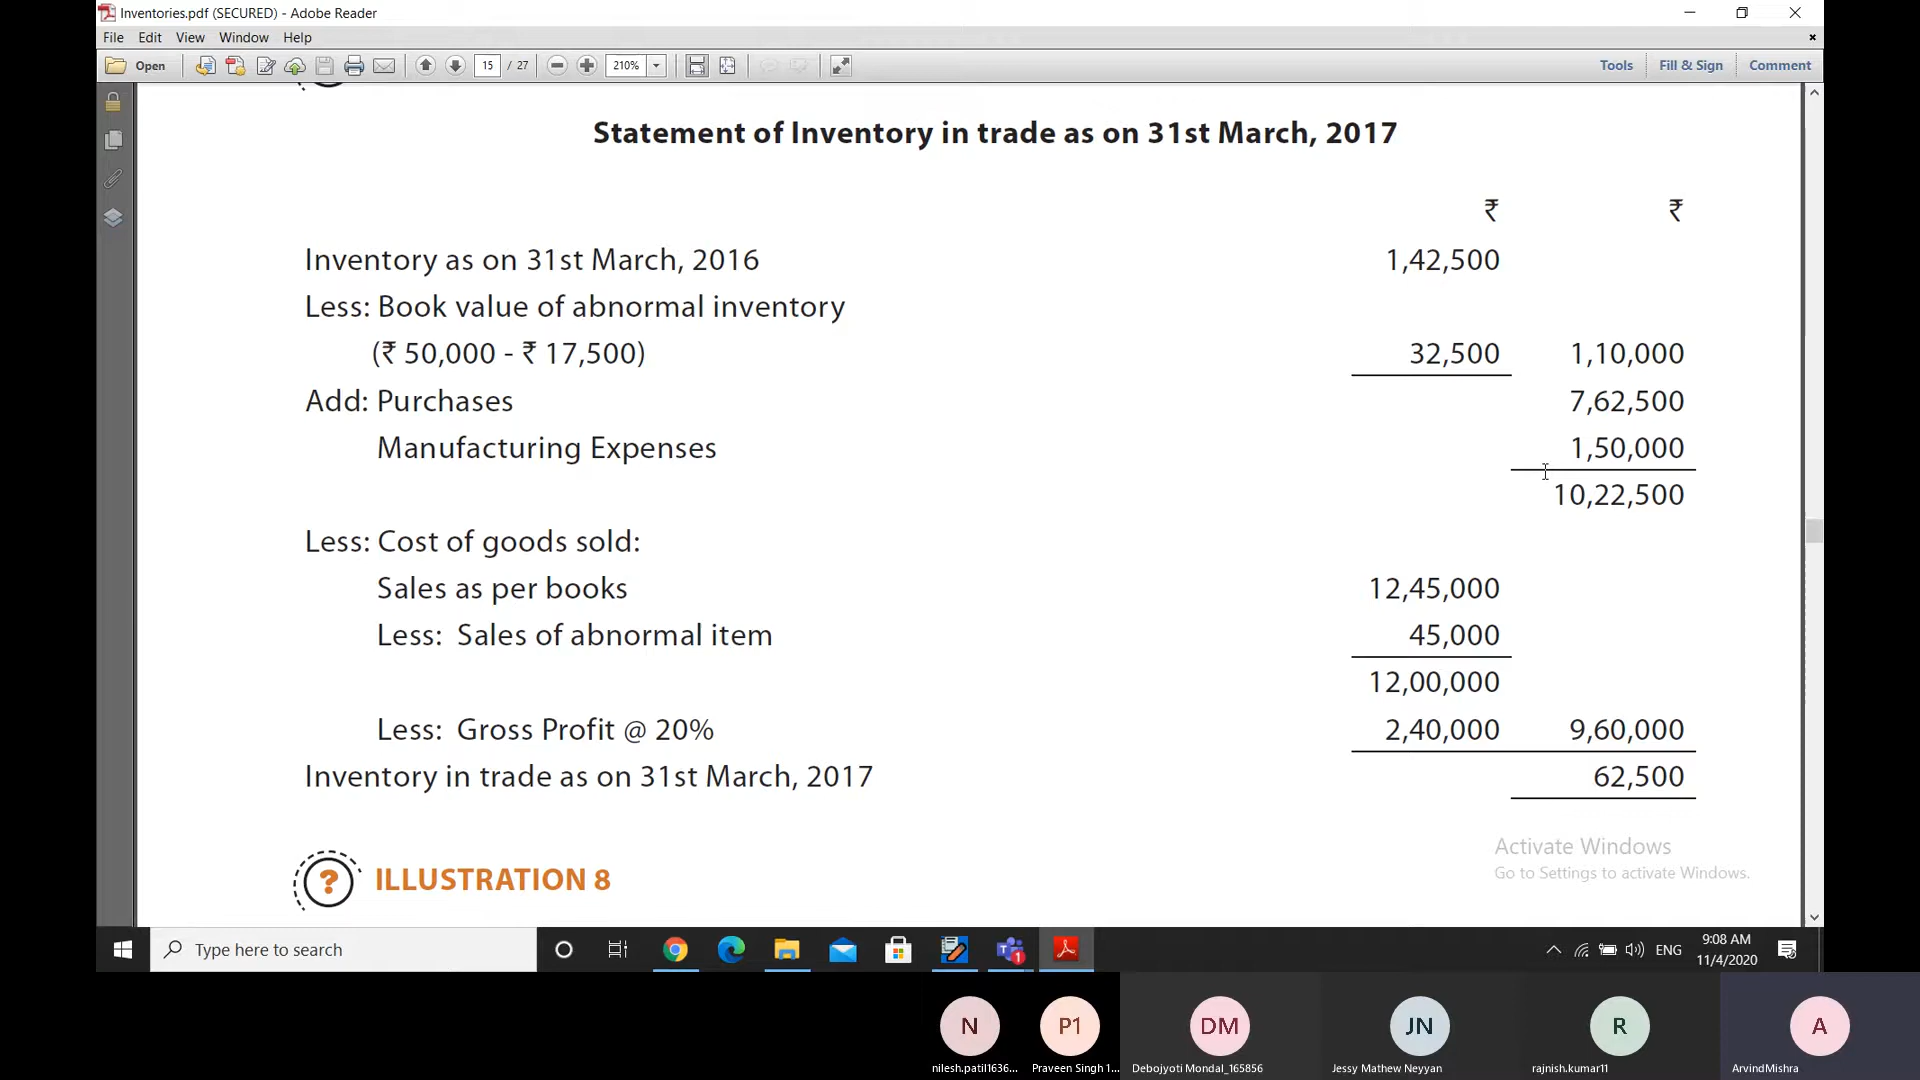 Inventories.pdf (SECURED) - Adobe Reader
File Edit View Window Help
Open 15 / 27 210% Tools Fill & Sign Comment
Statement of Inventory in trade as on 31st March, 2017
₹ ₹
Inventory as on 31st March, 2016 1,42,500
Less: Book value of abnormal inventory
(₹ 50,000 - ₹ 17,500) 32,500 1,10,000
Add: Purchases 7,62,500
Manufacturing Expenses 1,50,000
10,22,500
Less: Cost of goods sold:
Sales as per books 12,45,000
Less: Sales of abnormal item 45,000
12,00,000
Less: Gross Profit @ 20% 2,40,000 9,60,000
Inventory in trade as on 31st March, 2017 62,500
Activate Windows
Go to Settings to activate Windows.
? ILLUSTRATION 8
Type here to search 1 ENG 9:08 AM
11/4/2020
N P1 DM JN R A
nilesh.patil1636... Praveen Singh 1... Debojyoti Mondal_165856 Jessy Mathew Neyyan rajnish.kumar11 ArvindMishra